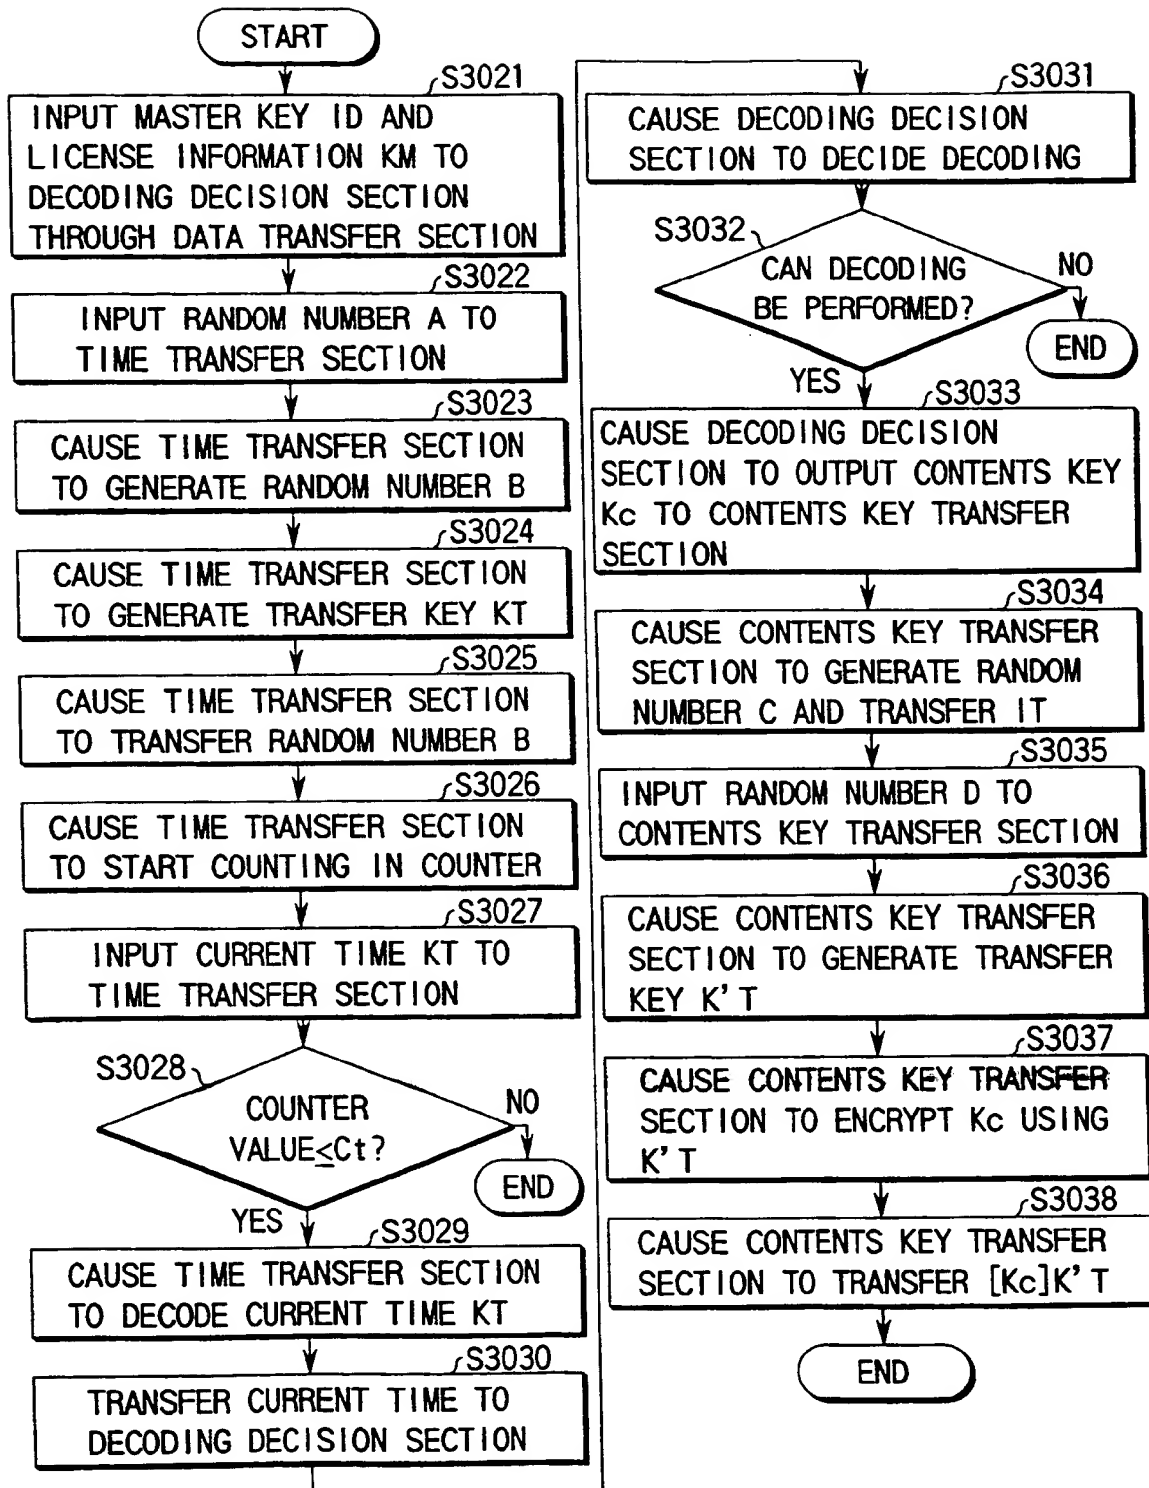 START
S3021
INPUT MASTER KEY ID AND
LICENSE INFORMATION KM TO
DECODING DECISION SECTION
THROUGH DATA TRANSFER SECTION
S3022
INPUT RANDOM NUMBER A TO
TIME TRANSFER SECTION
S3023
CAUSE TIME TRANSFER SECTION
TO GENERATE RANDOM NUMBER B
S3024
CAUSE TIME TRANSFER SECTION
TO GENERATE TRANSFER KEY KT
S3025
CAUSE TIME TRANSFER SECTION
TO TRANSFER RANDOM NUMBER B
S3026
CAUSE TIME TRANSFER SECTION
TO START COUNTING IN COUNTER
S3027
INPUT CURRENT TIME KT TO
TIME TRANSFER SECTION
S3028
COUNTER
VALUE≤Ct?
NO
END
YES
S3029
CAUSE TIME TRANSFER SECTION
TO DECODE CURRENT TIME KT
S3030
TRANSFER CURRENT TIME TO
DECODING DECISION SECTION
S3031
CAUSE DECODING DECISION
SECTION TO DECIDE DECODING
S3032
CAN DECODING
BE PERFORMED?
NO
END
YES
S3033
CAUSE DECODING DECISION
SECTION TO OUTPUT CONTENTS KEY
Kc TO CONTENTS KEY TRANSFER
SECTION
S3034
CAUSE CONTENTS KEY TRANSFER
SECTION TO GENERATE RANDOM
NUMBER C AND TRANSFER IT
S3035
INPUT RANDOM NUMBER D TO
CONTENTS KEY TRANSFER SECTION
S3036
CAUSE CONTENTS KEY TRANSFER
SECTION TO GENERATE TRANSFER
KEY K'T
S3037
CAUSE CONTENTS KEY TRANSFER
SECTION TO ENCRYPT Kc USING
K'T
S3038
CAUSE CONTENTS KEY TRANSFER
SECTION TO TRANSFER [Kc]K'T
END